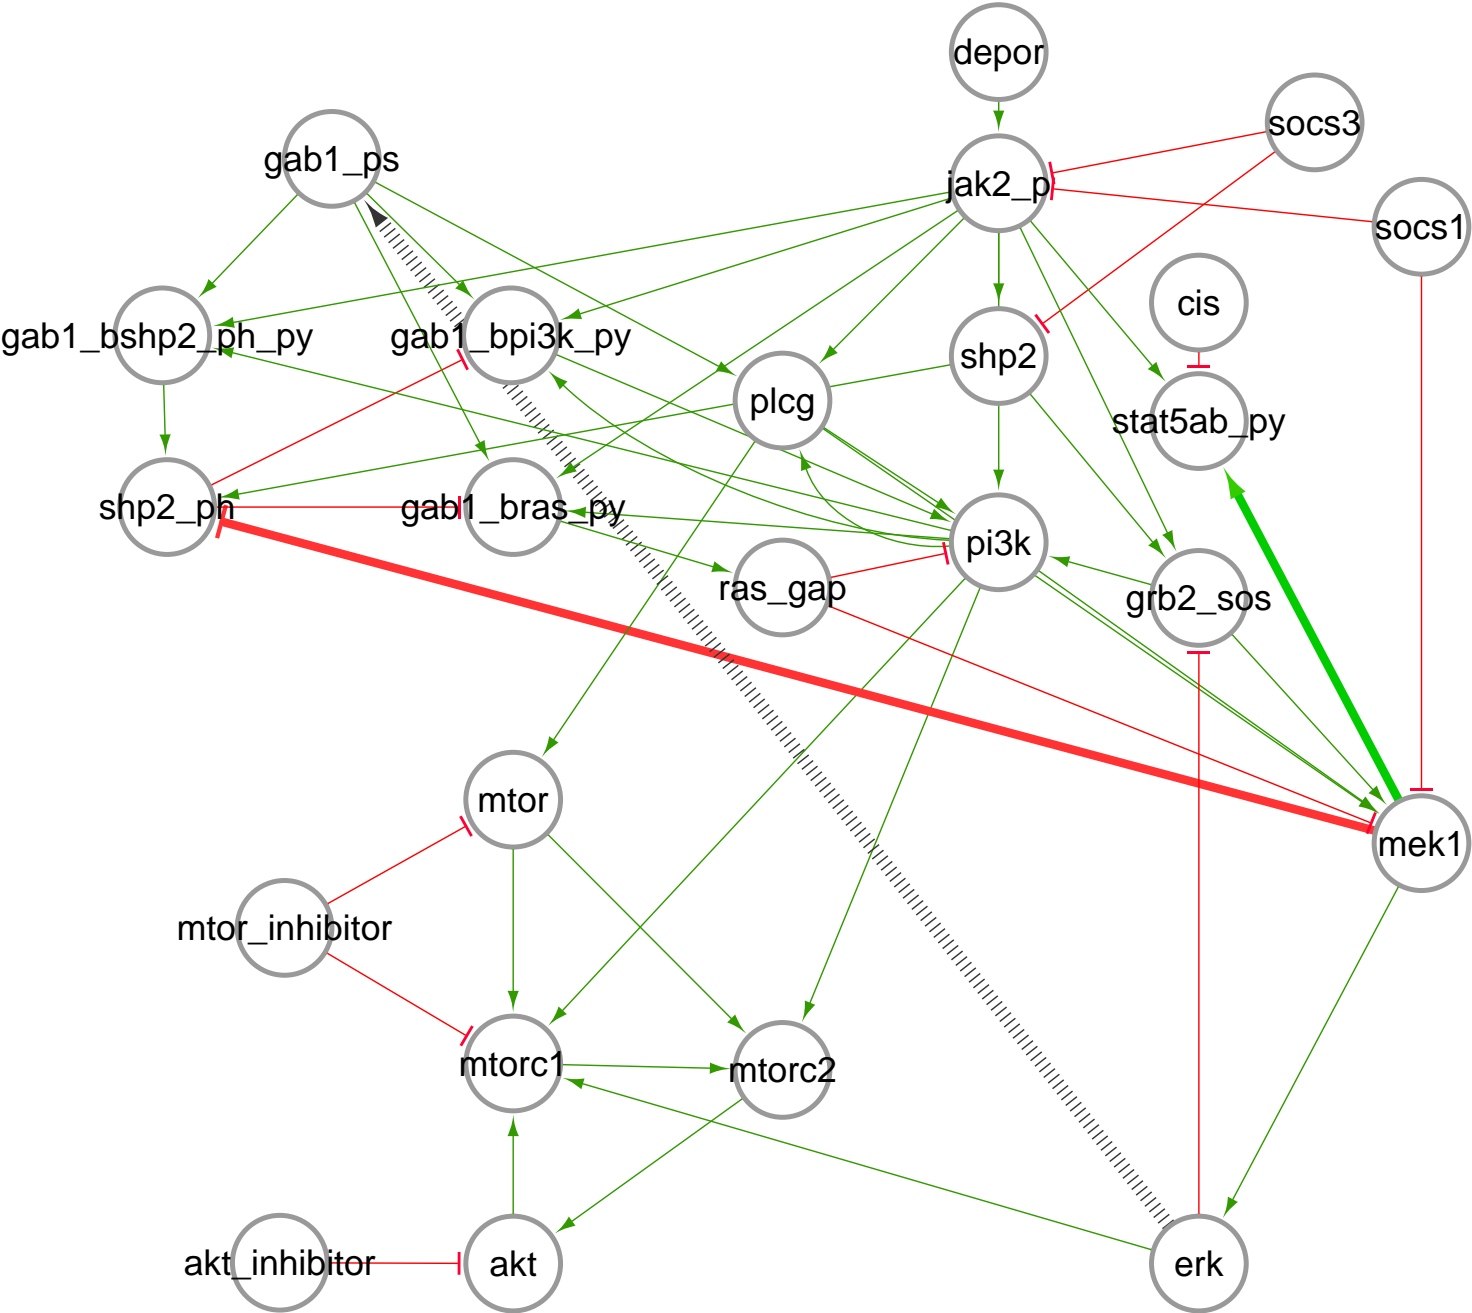 depor
socs3
gab1_ps
jak2_p
socs1
cis
gab1_bshp2_ph_py
gab1_bpi3k_py
shp2
plcg
stat5ab_py
shp2_ph
gab1_bras_py
pi3k
ras_gap
grb2_sos
mtor
mek1
mtor_inhibitor
mtorc1
mtorc2
akt_inhibitor
akt
erk